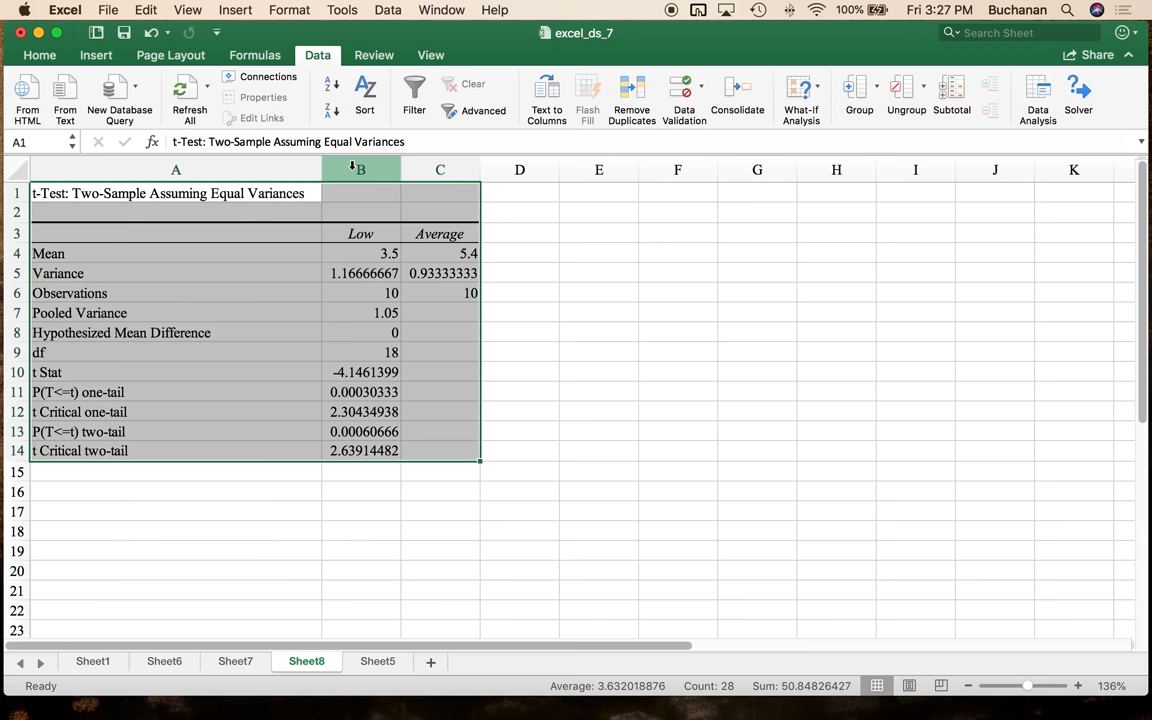 Excel File Edit View Insert Format Tools Data Window Help 100% Fri 3:27 PM Buchanan
excel_ds_7 Search Sheet
Home Insert Page Layout Formulas Data Review View Share
From HTML From Text New Database Query Refresh All Connections Properties Edit Links Sort Filter Clear Advanced Text to Columns Flash Fill Remove Duplicates Data Validation Consolidate What-If Analysis Group Ungroup Subtotal Data Analysis Solver
A1 fx t-Test: Two-Sample Assuming Equal Variances
A B C D E F G H I J K
1 t-Test: Two-Sample Assuming Equal Variances
2
3 Low Average
4 Mean 3.5 5.4
5 Variance 1.16666667 0.93333333
6 Observations 10 10
7 Pooled Variance 1.05
8 Hypothesized Mean Difference 0
9 df 18
10 t Stat -4.1461399
11 P(T<=t) one-tail 0.00030333
12 t Critical one-tail 2.30434938
13 P(T<=t) two-tail 0.00060666
14 t Critical two-tail 2.63914482
15
16
17
18
19
20
21
22
23
Sheet1 Sheet6 Sheet7 Sheet8 Sheet5
Ready Average: 3.632018876 Count: 28 Sum: 50.84826427 136%